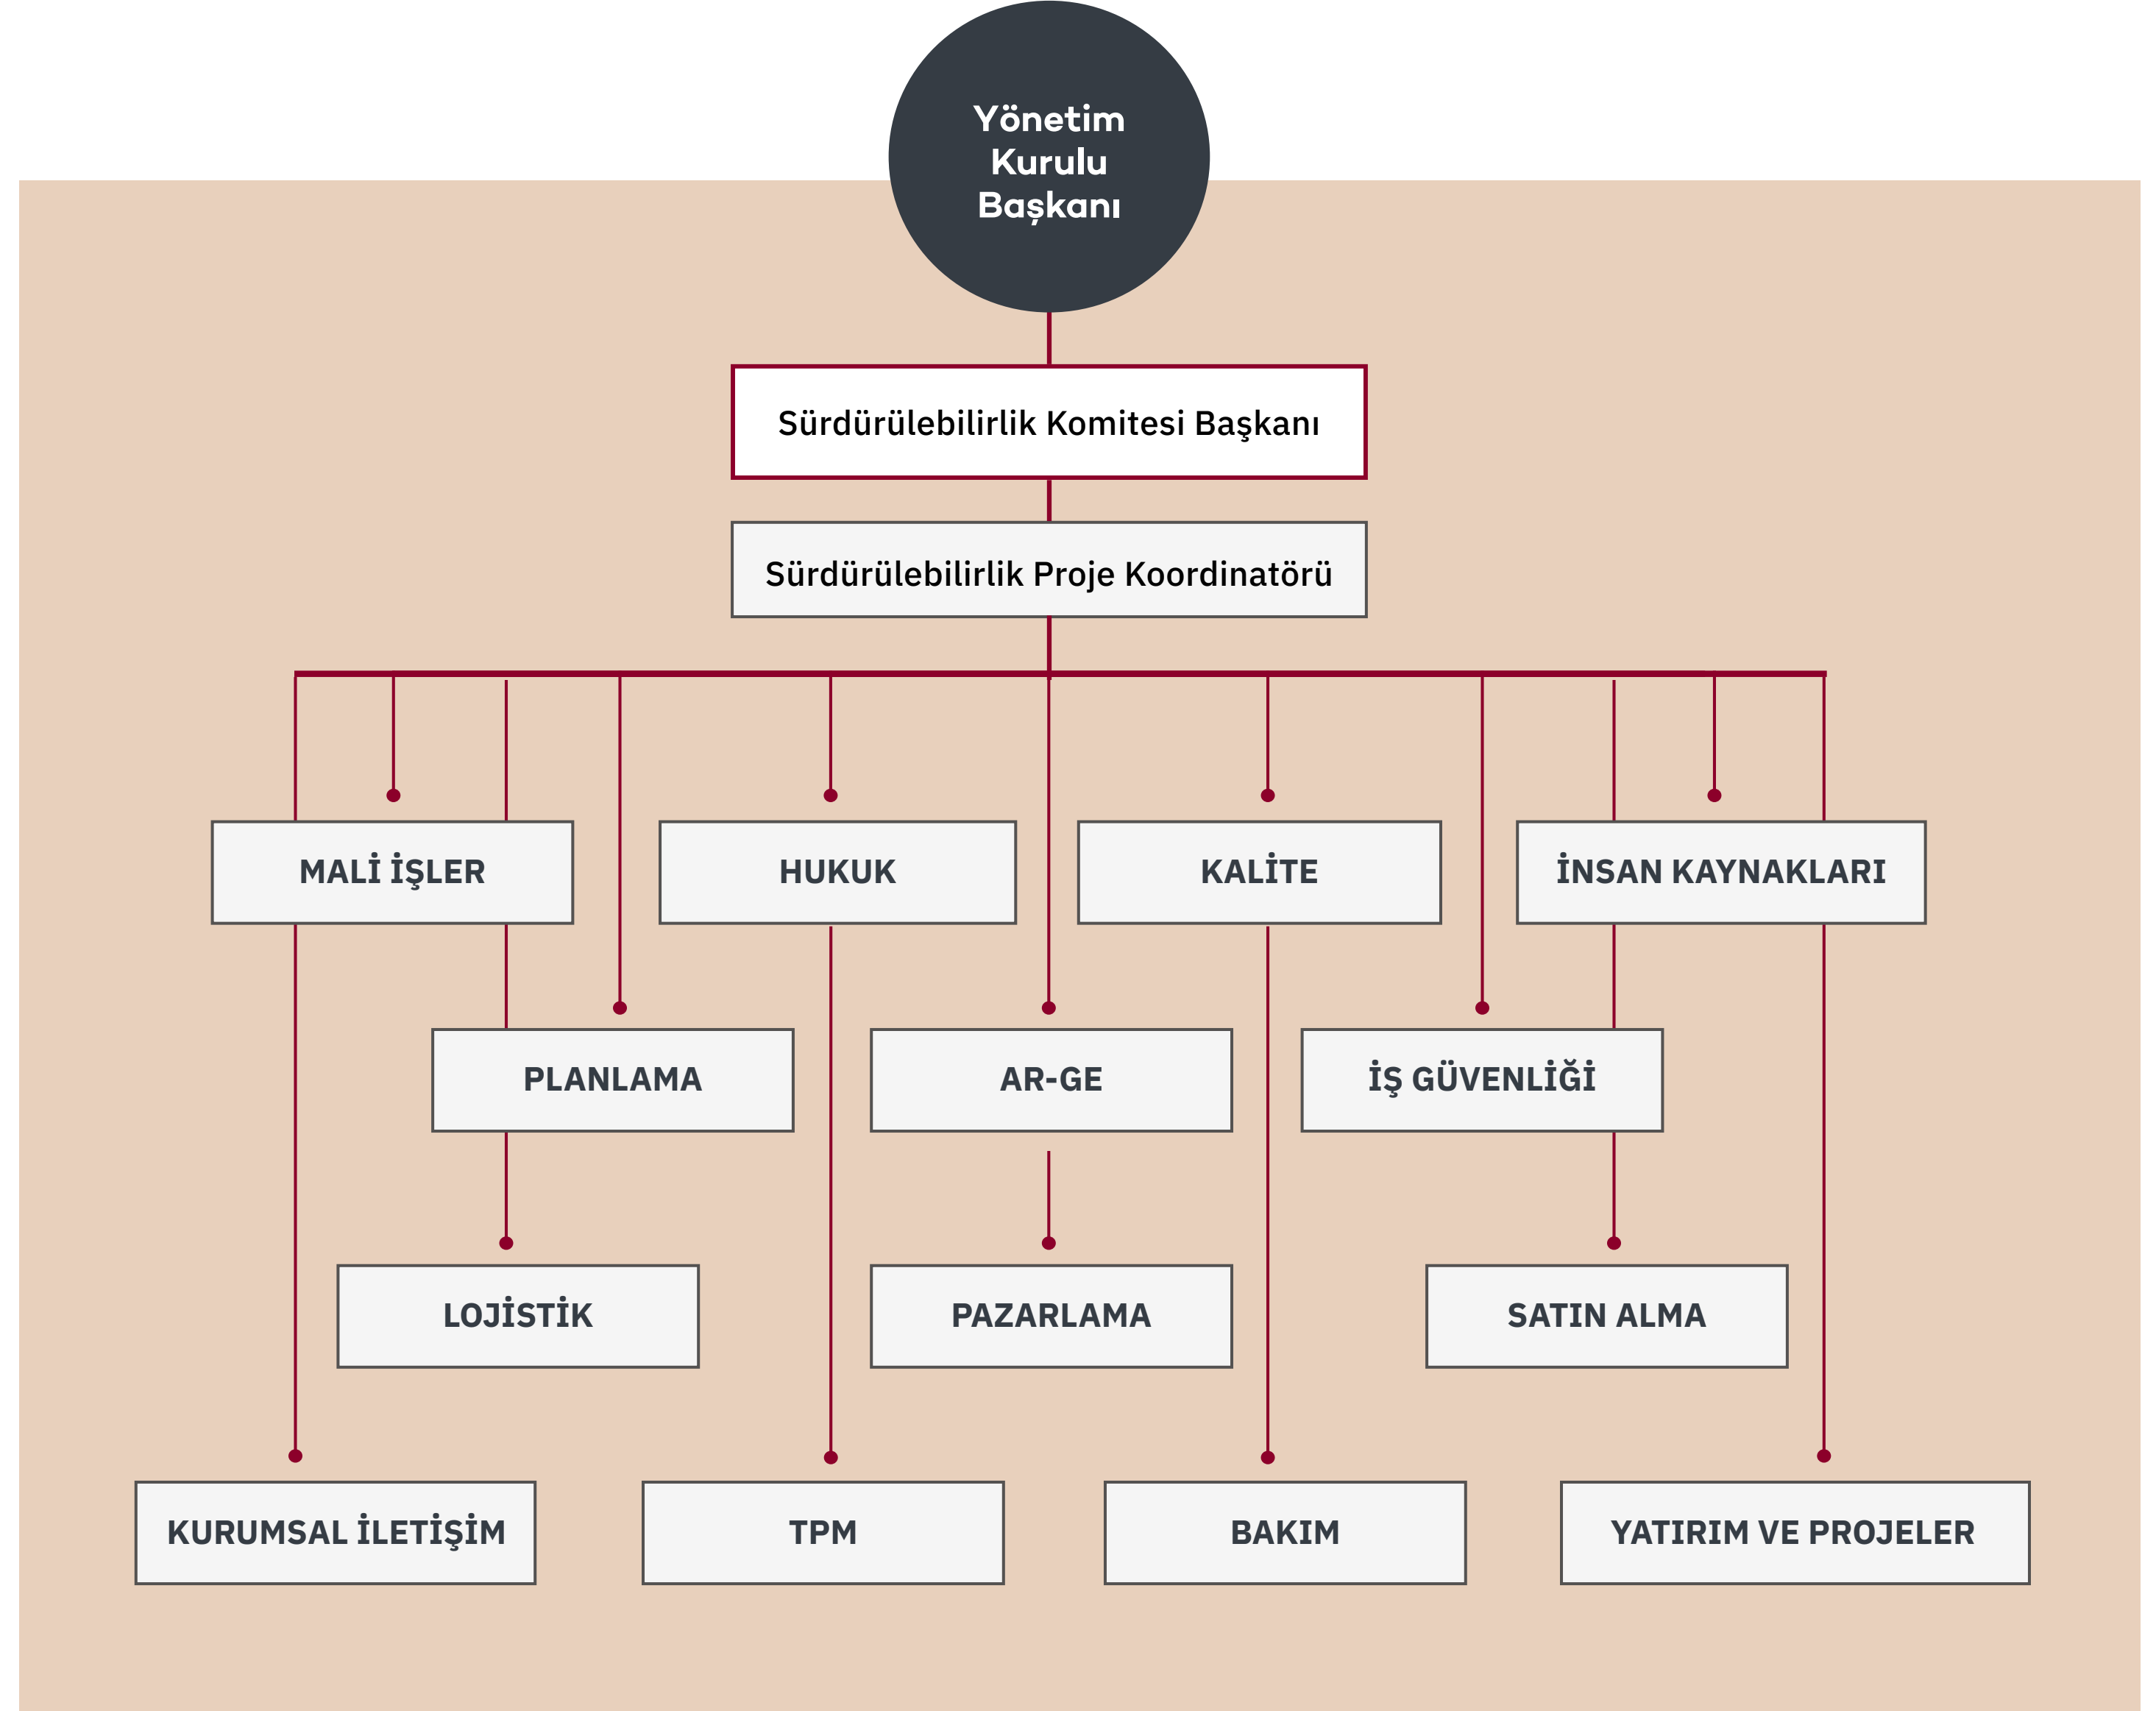 Yönetim
Kurulu
Başkanı
Sürdürülebilirlik Komitesi Başkanı
Sürdürülebilirlik Proje Koordinatörü
MALİ İŞLER
HUKUK
KALİTE
İNSAN KAYNAKLARI
PLANLAMA
AR-GE
İŞ GÜVENLİĞİ
LOJİSTİK
PAZARLAMA
SATIN ALMA
KURUMSAL İLETİŞİM
TPM
BAKIM
YATIRIM VE PROJELER